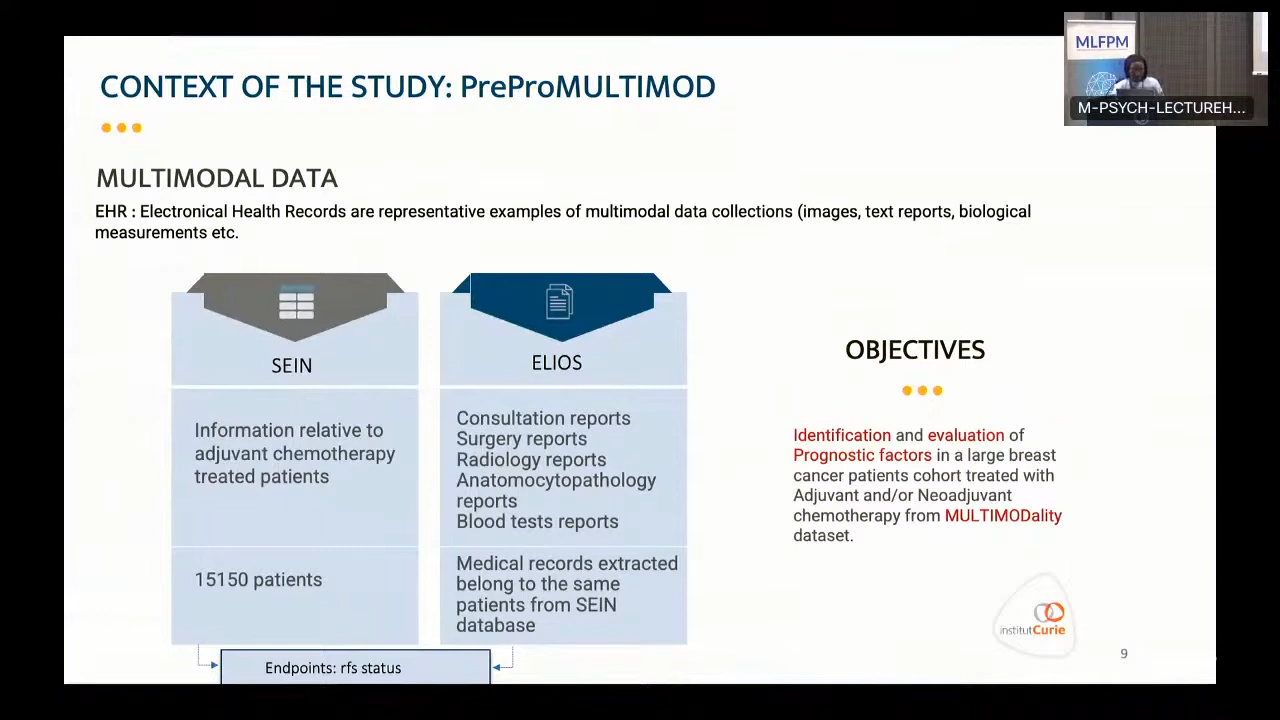 CONTEXT OF THE STUDY: PreProMULTIMOD
MLFPM
M-PSYCH-LECTUREH...
MULTIMODAL DATA
EHR : Electronical Health Records are representative examples of multimodal data collections (images, text reports, biological
measurements etc.
SEIN
Information relative to
adjuvant chemotherapy
treated patients
15150 patients
ELIOS
Consultation reports
Surgery reports
Radiology reports
Anatomocytopathology
reports
Blood tests reports
Medical records extracted
belong to the same
patients from SEIN
database
Endpoints: rfs status
OBJECTIVES
Identification and evaluation of
Prognostic factors in a large breast
cancer patients cohort treated with
Adjuvant and/or Neoadjuvant
chemotherapy from MULTIMODality
dataset.
institutCurie
9